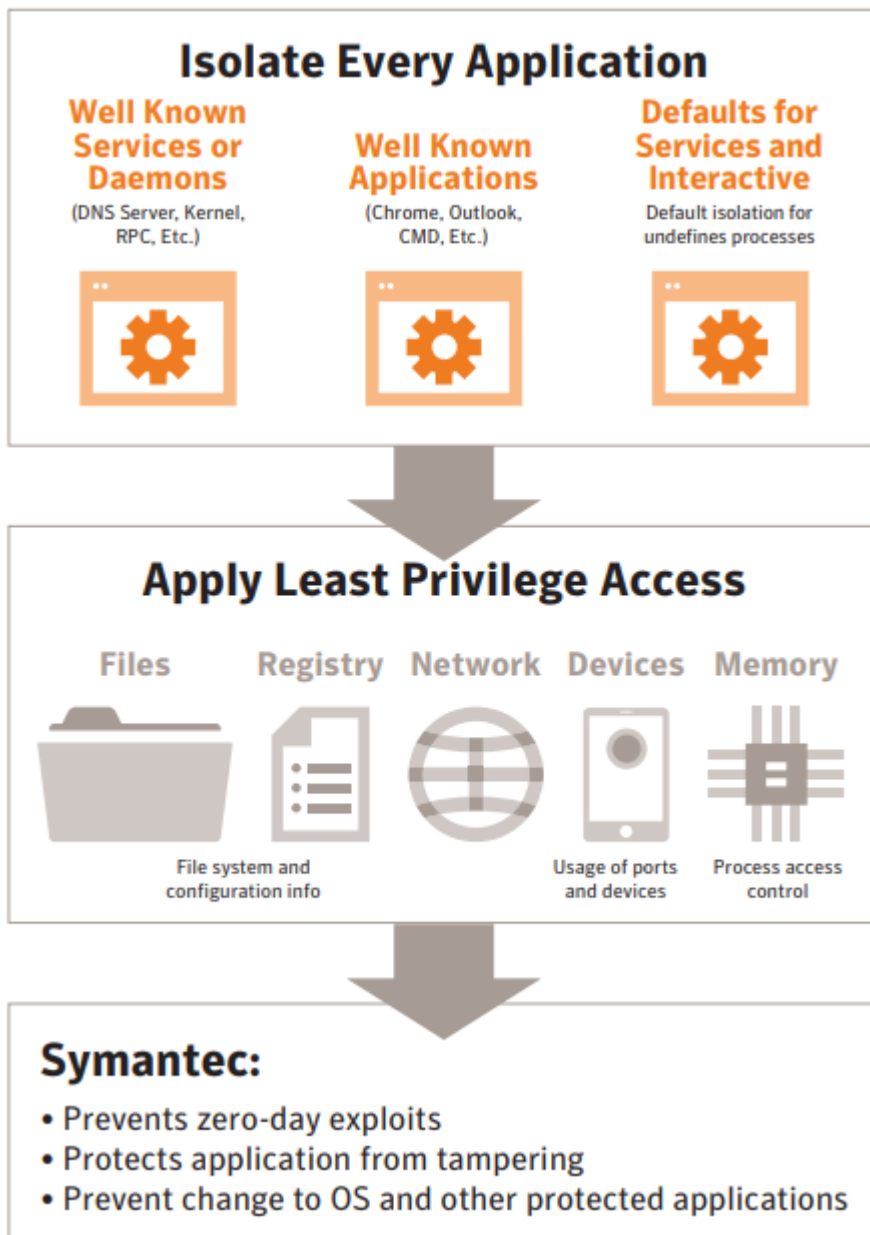 Isolate Every Application
Well Known
Services or
Daemons
(DNS Server, Kernel,
RPC, Etc.)
Well Known
Applications
(Chrome, Outlook,
CMD, Etc.)
Defaults for
Services and
Interactive
Default isolation for
undefines processes
Apply Least Privilege Access
Files
Registry
Network
Devices
Memory
File system and
configuration info
Usage of ports
and devices
Process access
control
Symantec:
• Prevents zero-day exploits
• Protects application from tampering
• Prevent change to OS and other protected applications